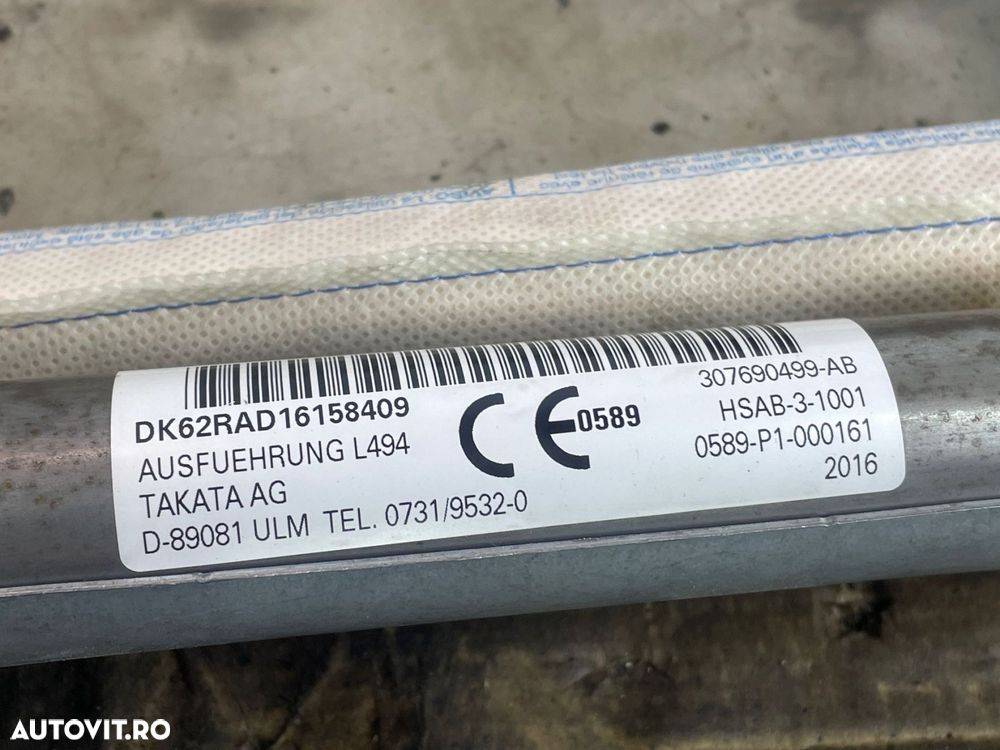 DK62RAD16158409
AUSFUEHRUNG L494
TAKATA AG
D-89081 ULM TEL. 0731/9532-0
CE 0589
307690499-AB
HSAB-3-1001
0589-P1-000161
2016
AUTOVIT.RO